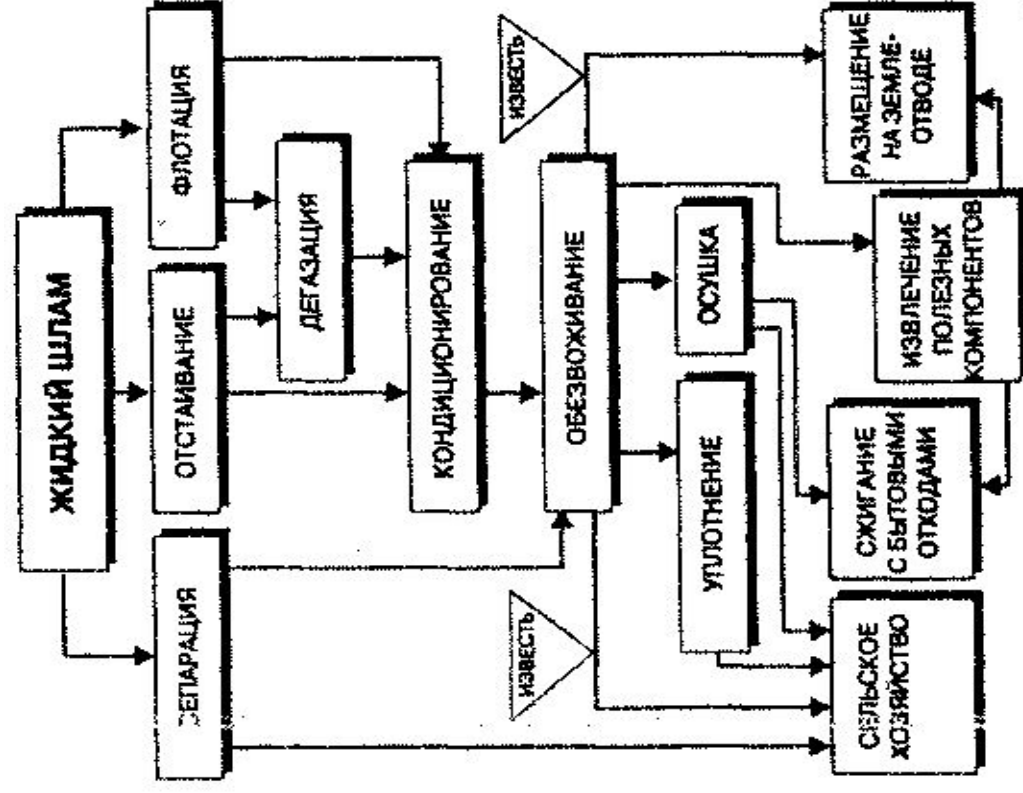 ЖИДКИЙ ШЛАМ
СЕПАРАЦИЯ
ОТСТАИВАНИЕ
ФЛОТАЦИЯ
ДЕГАЗАЦИЯ
КОНДИЦИОНИРОВАНИЕ
ИЗВЕСТЬ
ОБЕЗВОЖИВАНИЕ
ИЗВЕСТЬ
УПЛОТНЕНИЕ
ОСУШКА
СЕЛЬСКОЕ
ХОЗЯЙСТВО
СЖИГАНИЕ
С БЫТОВЫМИ
ОТХОДАМИ
ИЗВЛЕЧЕНИЕ
ПОЛЕЗНЫХ
КОМПОНЕНТОВ
РАЗМЕЩЕНИЕ
НА ЗЕМЛЕ-
ОТВОДЕ